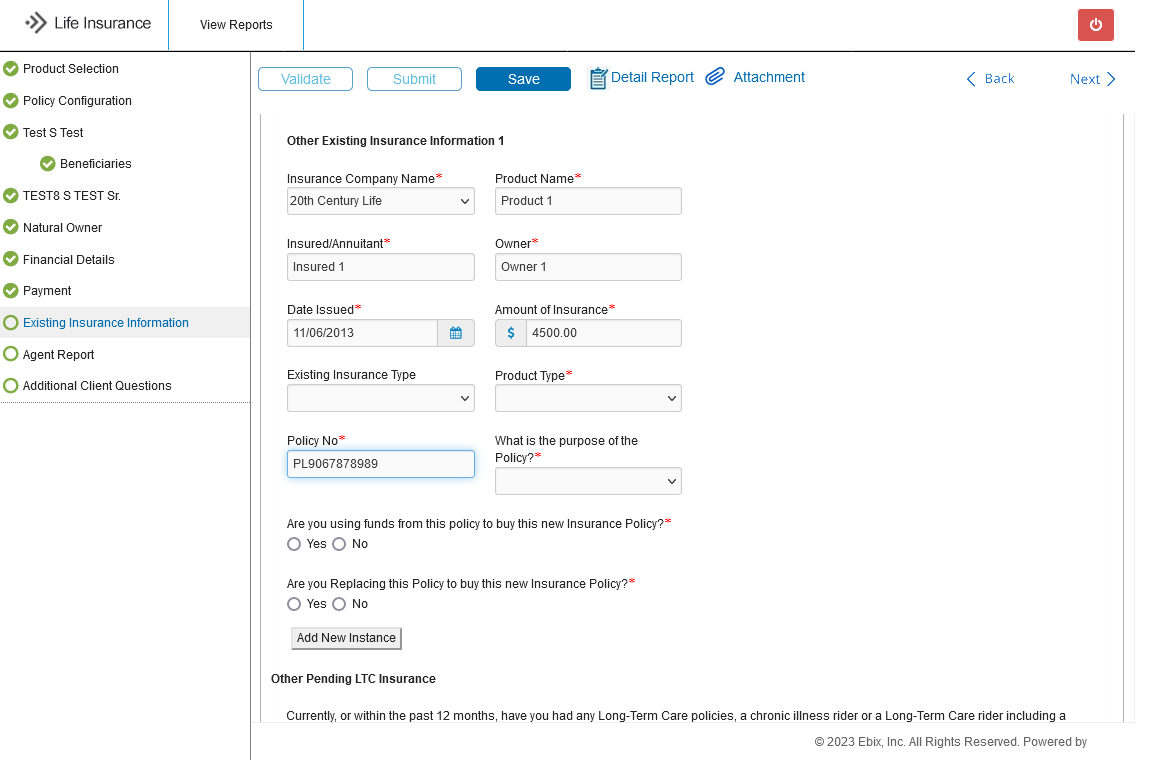 Life Insurance
View Reports
Product Selection
Policy Configuration
Test S Test
Beneficiaries
TEST8 S TEST Sr.
Natural Owner
Financial Details
Payment
Existing Insurance Information
Agent Report
Additional Client Questions
Validate
Submit
Save
Detail Report
Attachment
Back
Next
Other Existing Insurance Information 1
Insurance Company Name* Product Name*
20th Century Life Product 1
Insured/Annuitant* Owner*
Insured 1 Owner 1
Date Issued* Amount of Insurance*
11/06/2013 $ 4500.00
Existing Insurance Type Product Type*
Policy No* What is the purpose of the
Policy?*
PL9067878989
Are you using funds from this policy to buy this new Insurance Policy?*
Yes No
Are you Replacing this Policy to buy this new Insurance Policy?*
Yes No
Add New Instance
Other Pending LTC Insurance
Currently, or within the past 12 months, have you had any Long-Term Care policies, a chronic illness rider or a Long-Term Care rider including a
© 2023 Ebix, Inc. All Rights Reserved. Powered by